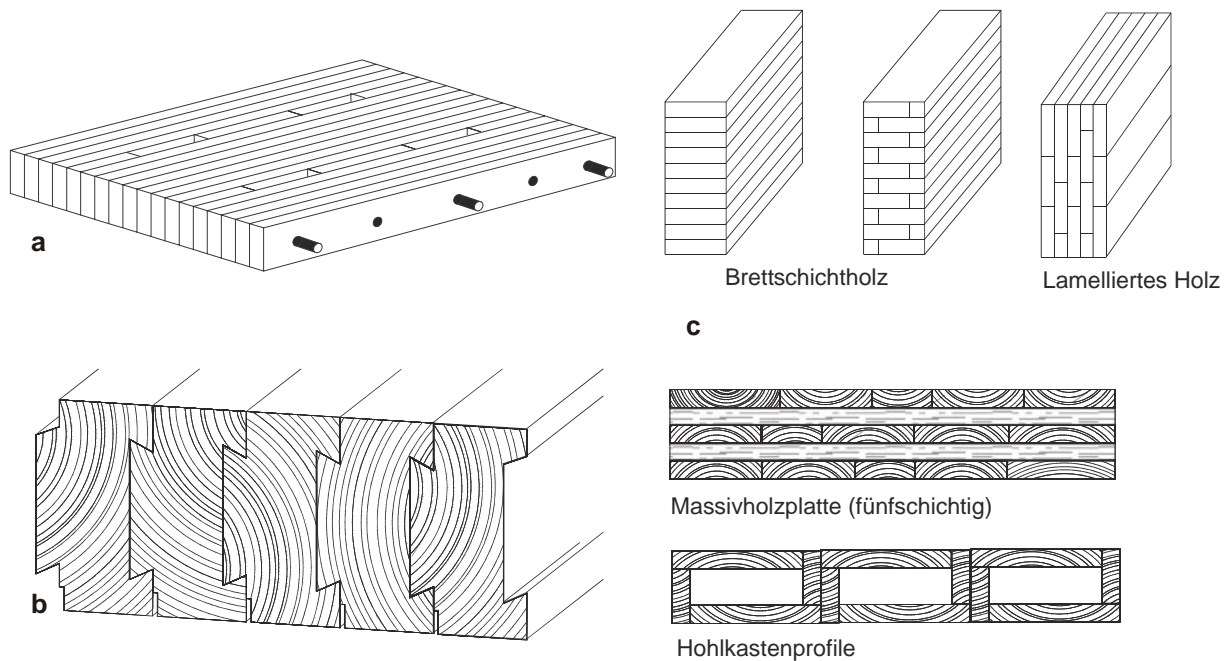 a
Brettschichtholz
Lamelliertes Holz
c
b
Massivholzplatte (fünfschichtig)
Hohlkastenprofile